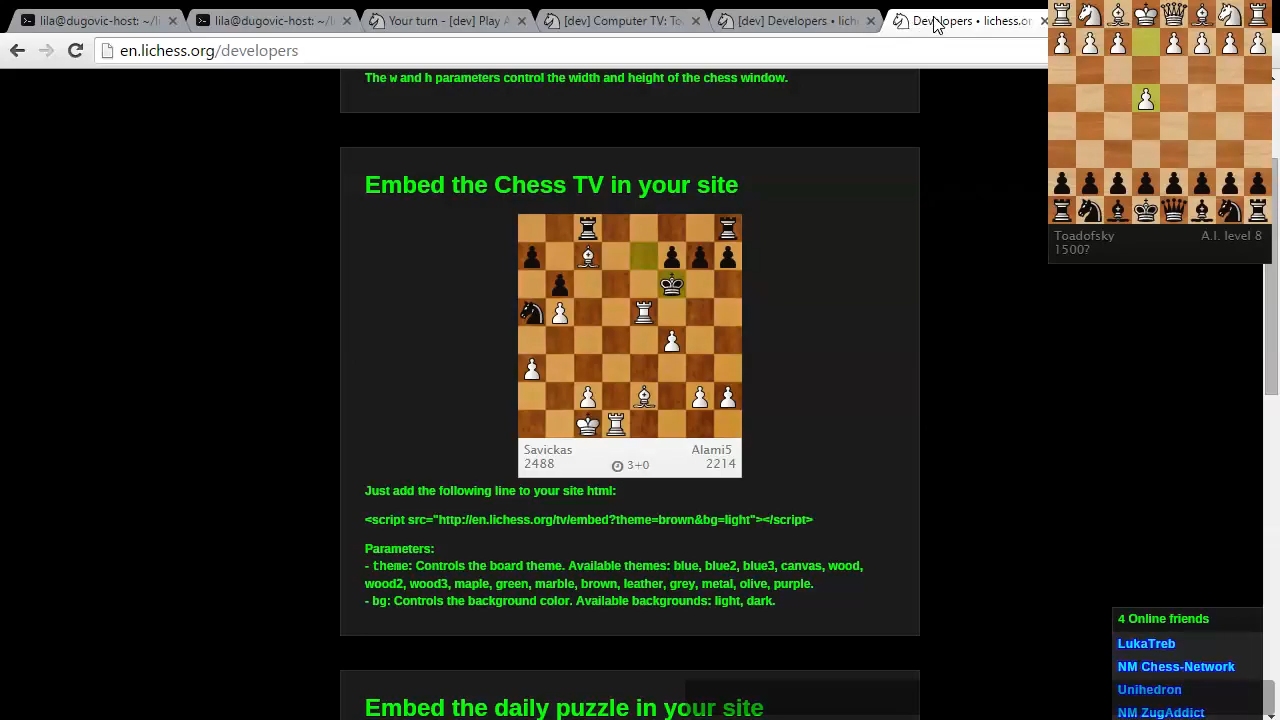 lila@dugovic-host: ~/li
lila@dugovic-host: ~/l
Your turn - [dev] Play A
[dev] Computer TV: To
[dev] Developers • lich
Developers • lichess.or
en.lichess.org/developers
The w and h parameters control the width and height of the chess window.
Embed the Chess TV in your site
Savickas
Alami5
2488
3+0
2214
Just add the following line to your site html:
<script src="http://en.lichess.org/tv/embed?theme=brown&bg=light"></script>
Parameters:
- theme: Controls the board theme. Available themes: blue, blue2, blue3, canvas, wood,
wood2, wood3, maple, green, marble, brown, leather, grey, metal, olive, purple.
- bg: Controls the background color. Available backgrounds: light, dark.
Embed the daily puzzle in your site
Toadofsky
A.I. level 8
1500?
4 Online friends
LukaTreb
NM Chess-Network
Unihedron
NM ZugAddict